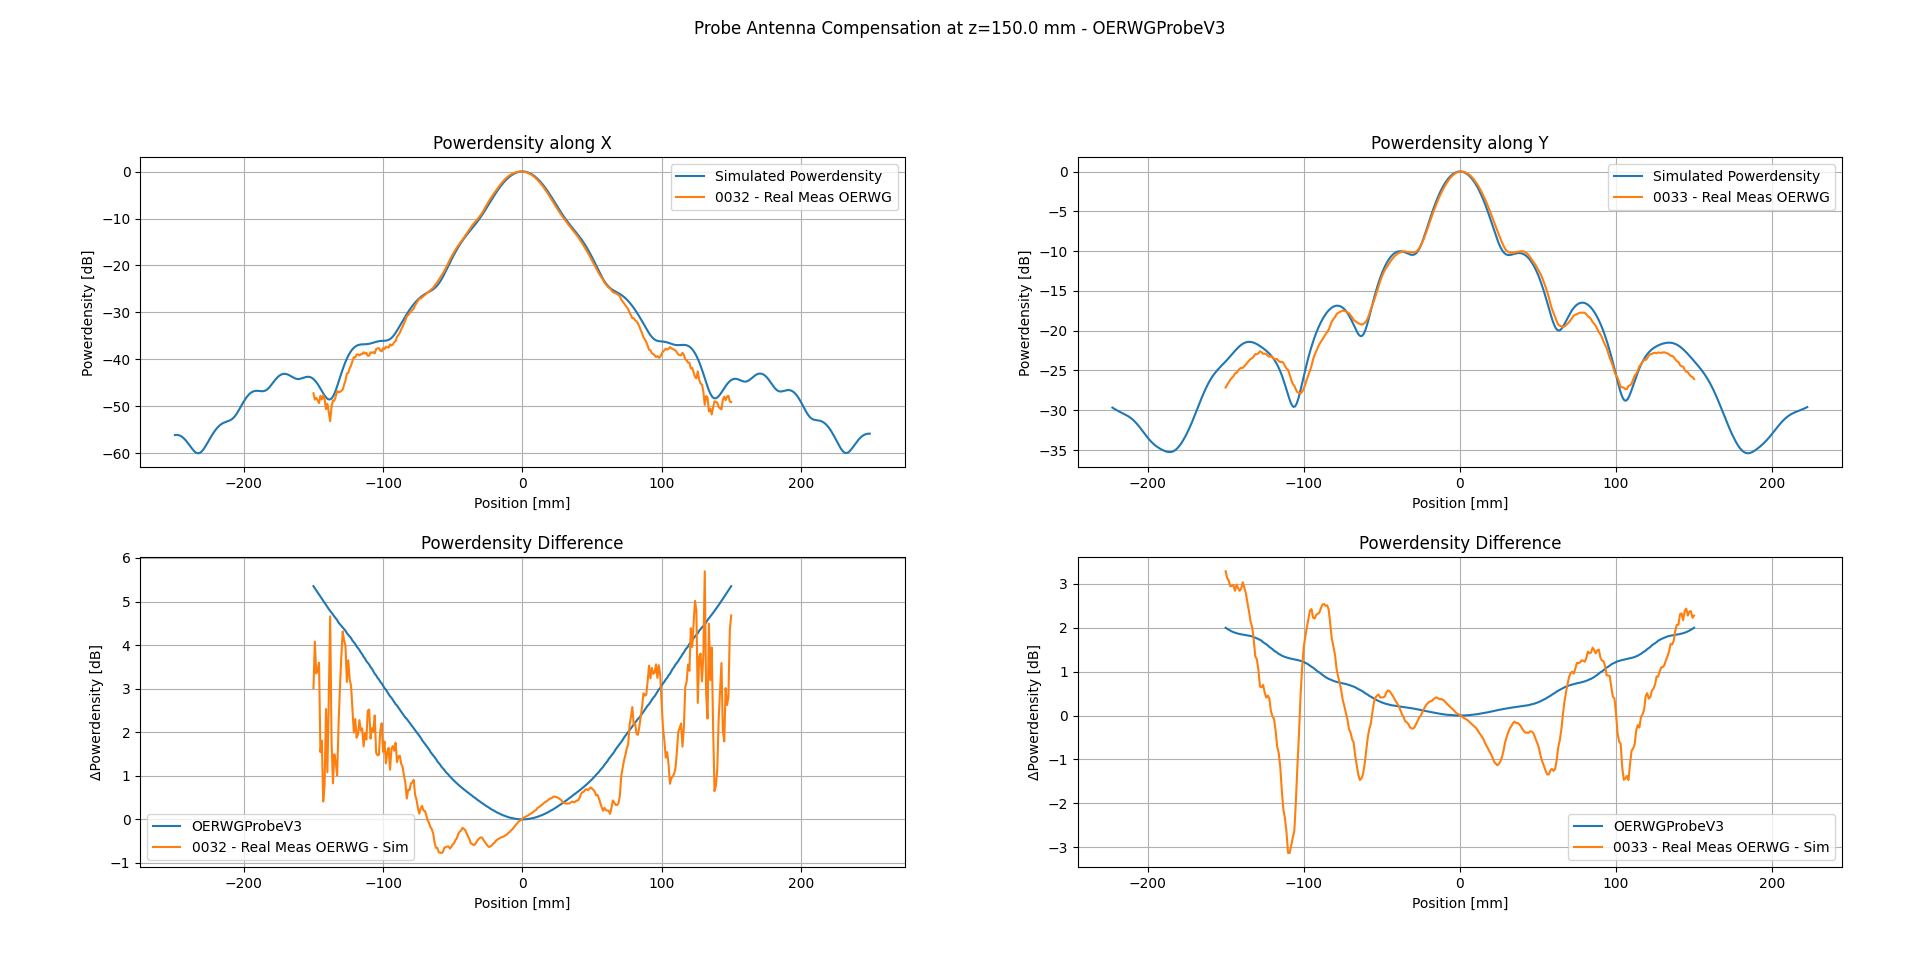 Probe Antenna Compensation at z=150.0 mm - OERWGProbeV3
Powerdensity along X
Powerdensity [dB]
0
−10
−20
−30
−40
−50
−60
Simulated Powerdensity
0032 - Real Meas OERWG
−200
−100
0
100
200
Position [mm]
Powerdensity along Y
Powerdensity [dB]
0
−5
−10
−15
−20
−25
−30
−35
Simulated Powerdensity
0033 - Real Meas OERWG
−200
−100
0
100
200
Position [mm]
Powerdensity Difference
ΔPowerdensity [dB]
6
5
4
3
2
1
0
−1
OERWGProbeV3
0032 - Real Meas OERWG - Sim
−200
−100
0
100
200
Position [mm]
Powerdensity Difference
ΔPowerdensity [dB]
3
2
1
0
−1
−2
−3
OERWGProbeV3
0033 - Real Meas OERWG - Sim
−200
−100
0
100
200
Position [mm]